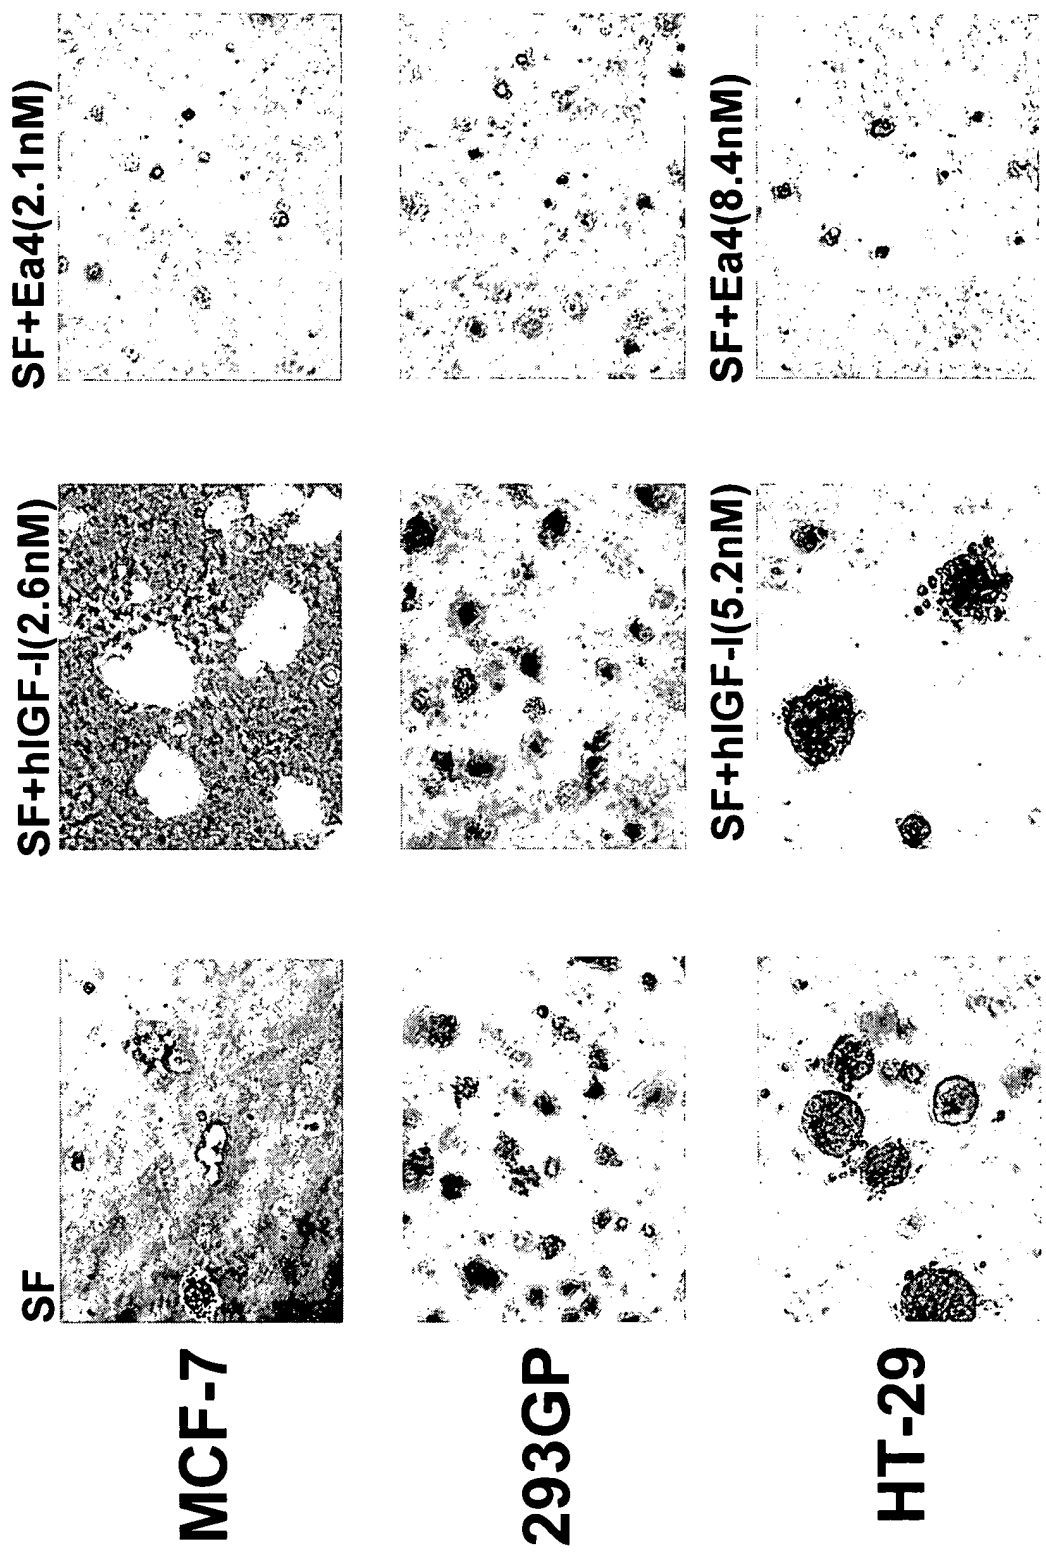 SF
SF+hIGF-I(2.6nM)
SF+Ea4(2.1nM)
MCF-7
293GP
SF+hIGF-I(5.2nM)
SF+Ea4(8.4nM)
HT-29